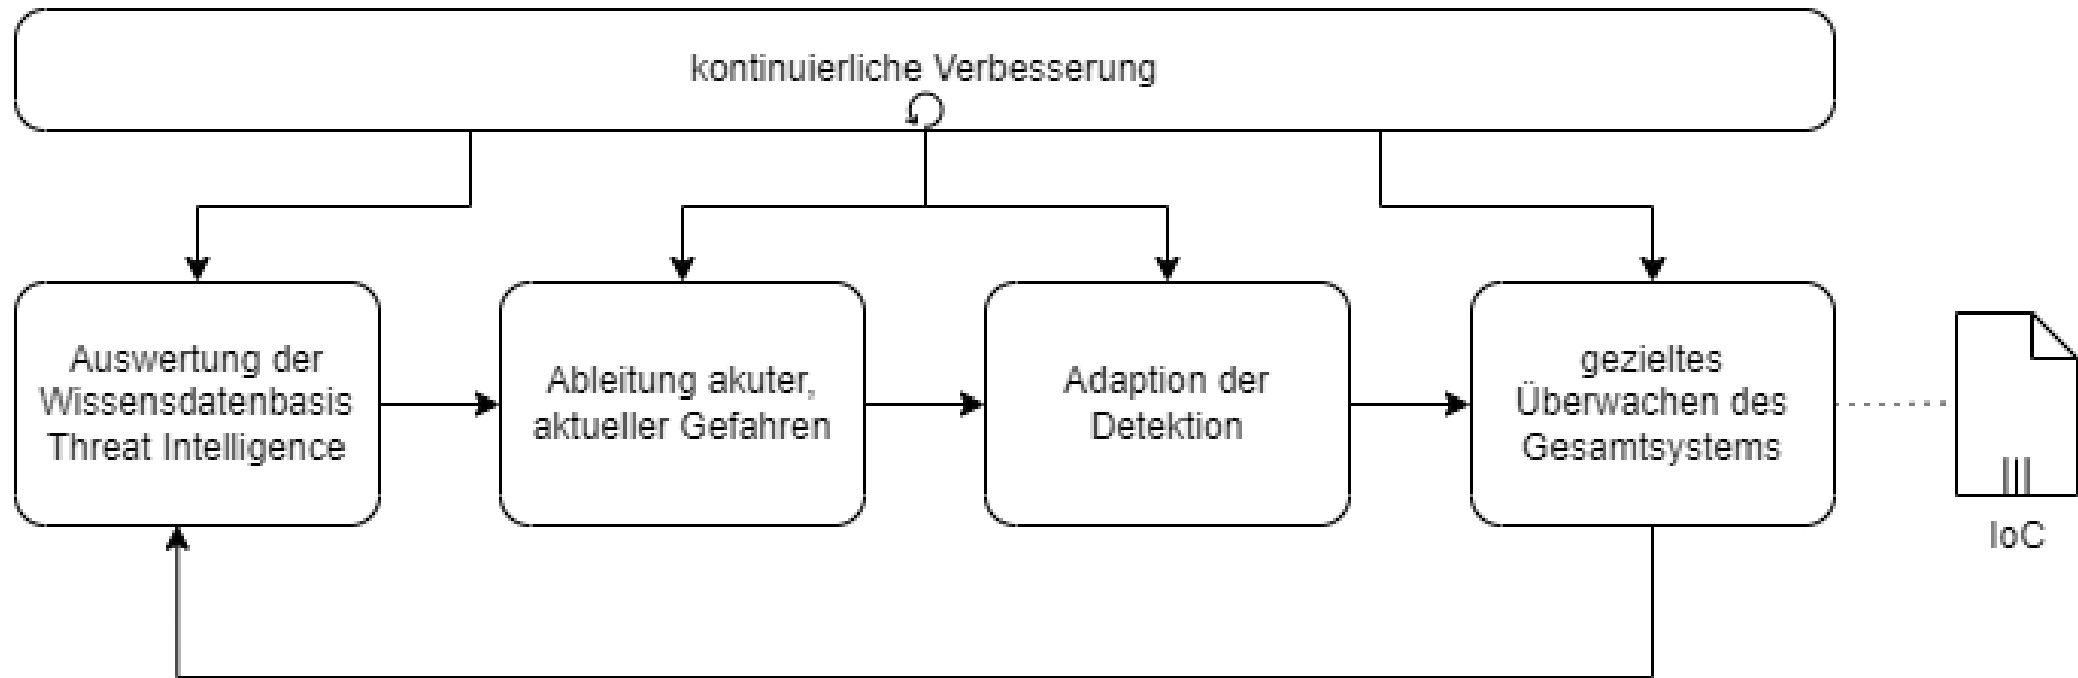 kontinuierliche Verbesserung
Auswertung der
Wissensdatenbasis
Threat Intelligence
Ableitung akuter,
aktueller Gefahren
Adaption der
Detektion
gezieltes
Überwachen des
Gesamtsystems
IoC